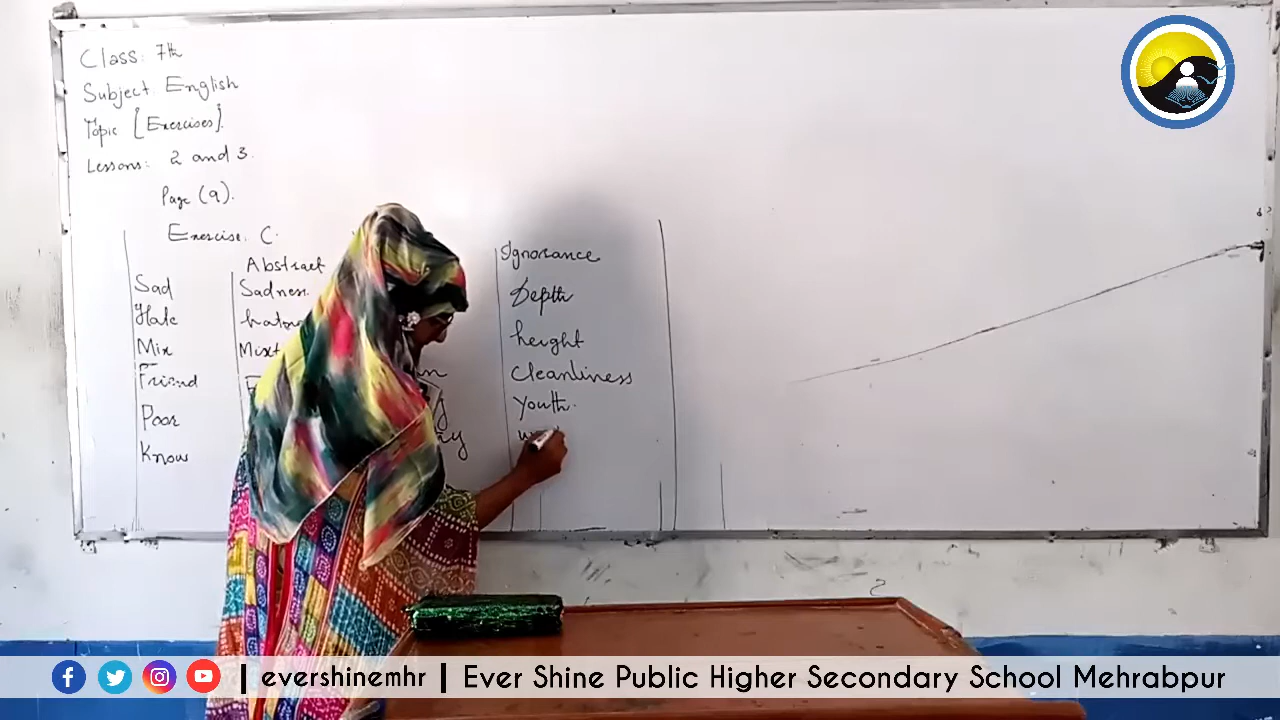 Class: 7th
Subject English
Topic [Exercises].
Lessons: 2 and 3.
Page (9).
Exercise C.
Abstract Ignorance
Sad Sadness Depth
Hate height
Mix cleanliness
Friend Youth.
Poor
Know
| evershinemhr | Ever Shine Public Higher Secondary School Mehrabpur